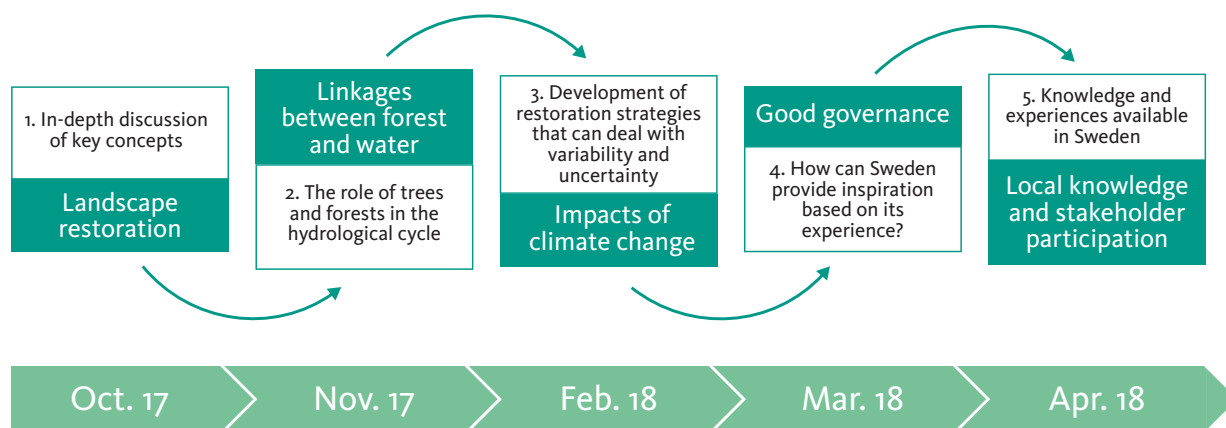 1. In-depth discussion
of key concepts
Landscape
restoration
Linkages
between forest
and water
2. The role of trees
and forests in the
hydrological cycle
3. Development of
restoration strategies
that can deal with
variability and
uncertainty
Impacts of
climate change
Good governance
4. How can Sweden
provide inspiration
based on its
experience?
5. Knowledge and
experiences available
in Sweden
Local knowledge
and stakeholder
participation
Oct. 17
Nov. 17
Feb. 18
Mar. 18
Apr. 18